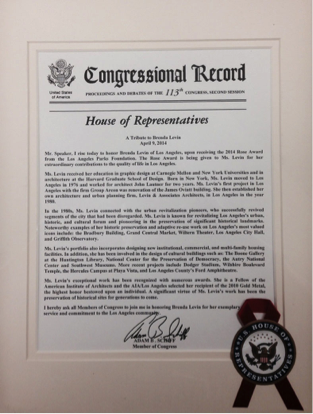 Congressional Record
United States
of America
PROCEEDINGS AND DEBATES OF THE 113th CONGRESS, SECOND SESSION
House of Representatives
A Tribute to Brenda Levin
April 9, 2014
Mr. Speaker, I rise today to honor Brenda Levin of Los Angeles, upon receiving the 2014 Rose Award
from the Los Angeles Parks Foundation. The Rose Award is being given to Ms. Levin for her
extraordinary contributions to the quality of life in Los Angeles.
Ms. Levin received her education in graphic design at Carnegie Mellon and New York Universities and in
architecture at the Harvard Graduate School of Design. Born in New York, Ms. Levin moved to Los
Angeles in 1976 and worked for architect John Lautner for two years. Ms. Levin's first project in Los
Angeles with the firm Group Arcon was renovation of the James Oviatt building. She then established her
own architecture and urban planning firm, Levin & Associates Architects, in Los Angeles in the year
1980.
In the 1980s, Ms. Levin connected with the urban revitalization pioneers, who successfully revived
segments of the city that had been disregarded. Ms. Levin is known for revitalizing Los Angeles's urban,
historic, and cultural fiber and pioneering in the preservation of significant historical landmarks.
Noteworthy examples of her historic preservation and adaptive re-use work on Los Angeles's most valued
icons include: the Bradbury Building, Grand Central Market, Wiltern Theater, Los Angeles City Hall,
and Griffith Observatory.
Ms. Levin's portfolio also incorporates designing new institutional, commercial, and multi-family housing
facilities. In addition, she has been involved in the design of cultural buildings such as: The Boone Gallery
at the Huntington Library, National Center for the Preservation of Democracy, the Autry National
Center and Southwest Museum. More recent projects include Dodger Stadium, Wilshire Boulevard
Temple, the Hercules Campus at Playa Vista, and Los Angeles County's Ford Amphitheatre.
Ms. Levin's exceptional work has been recognized with numerous awards. She is a Fellow of the
American Institute of Architects and the AIA/Los Angeles selected her recipient of the 2010 Gold Medal,
the highest honor bestowed upon an individual. A significant virtue of Ms. Levin's work has been the
preservation of historical sites for generations to come.
I hereby ask all Members of Congress to join me in honoring Brenda Levin for her exemplary
service and commitment to the Los Angeles community.
ADAM B. SCHIFF
Member of Congress
U.S. HOUSE OF
REPRESENTATIVES